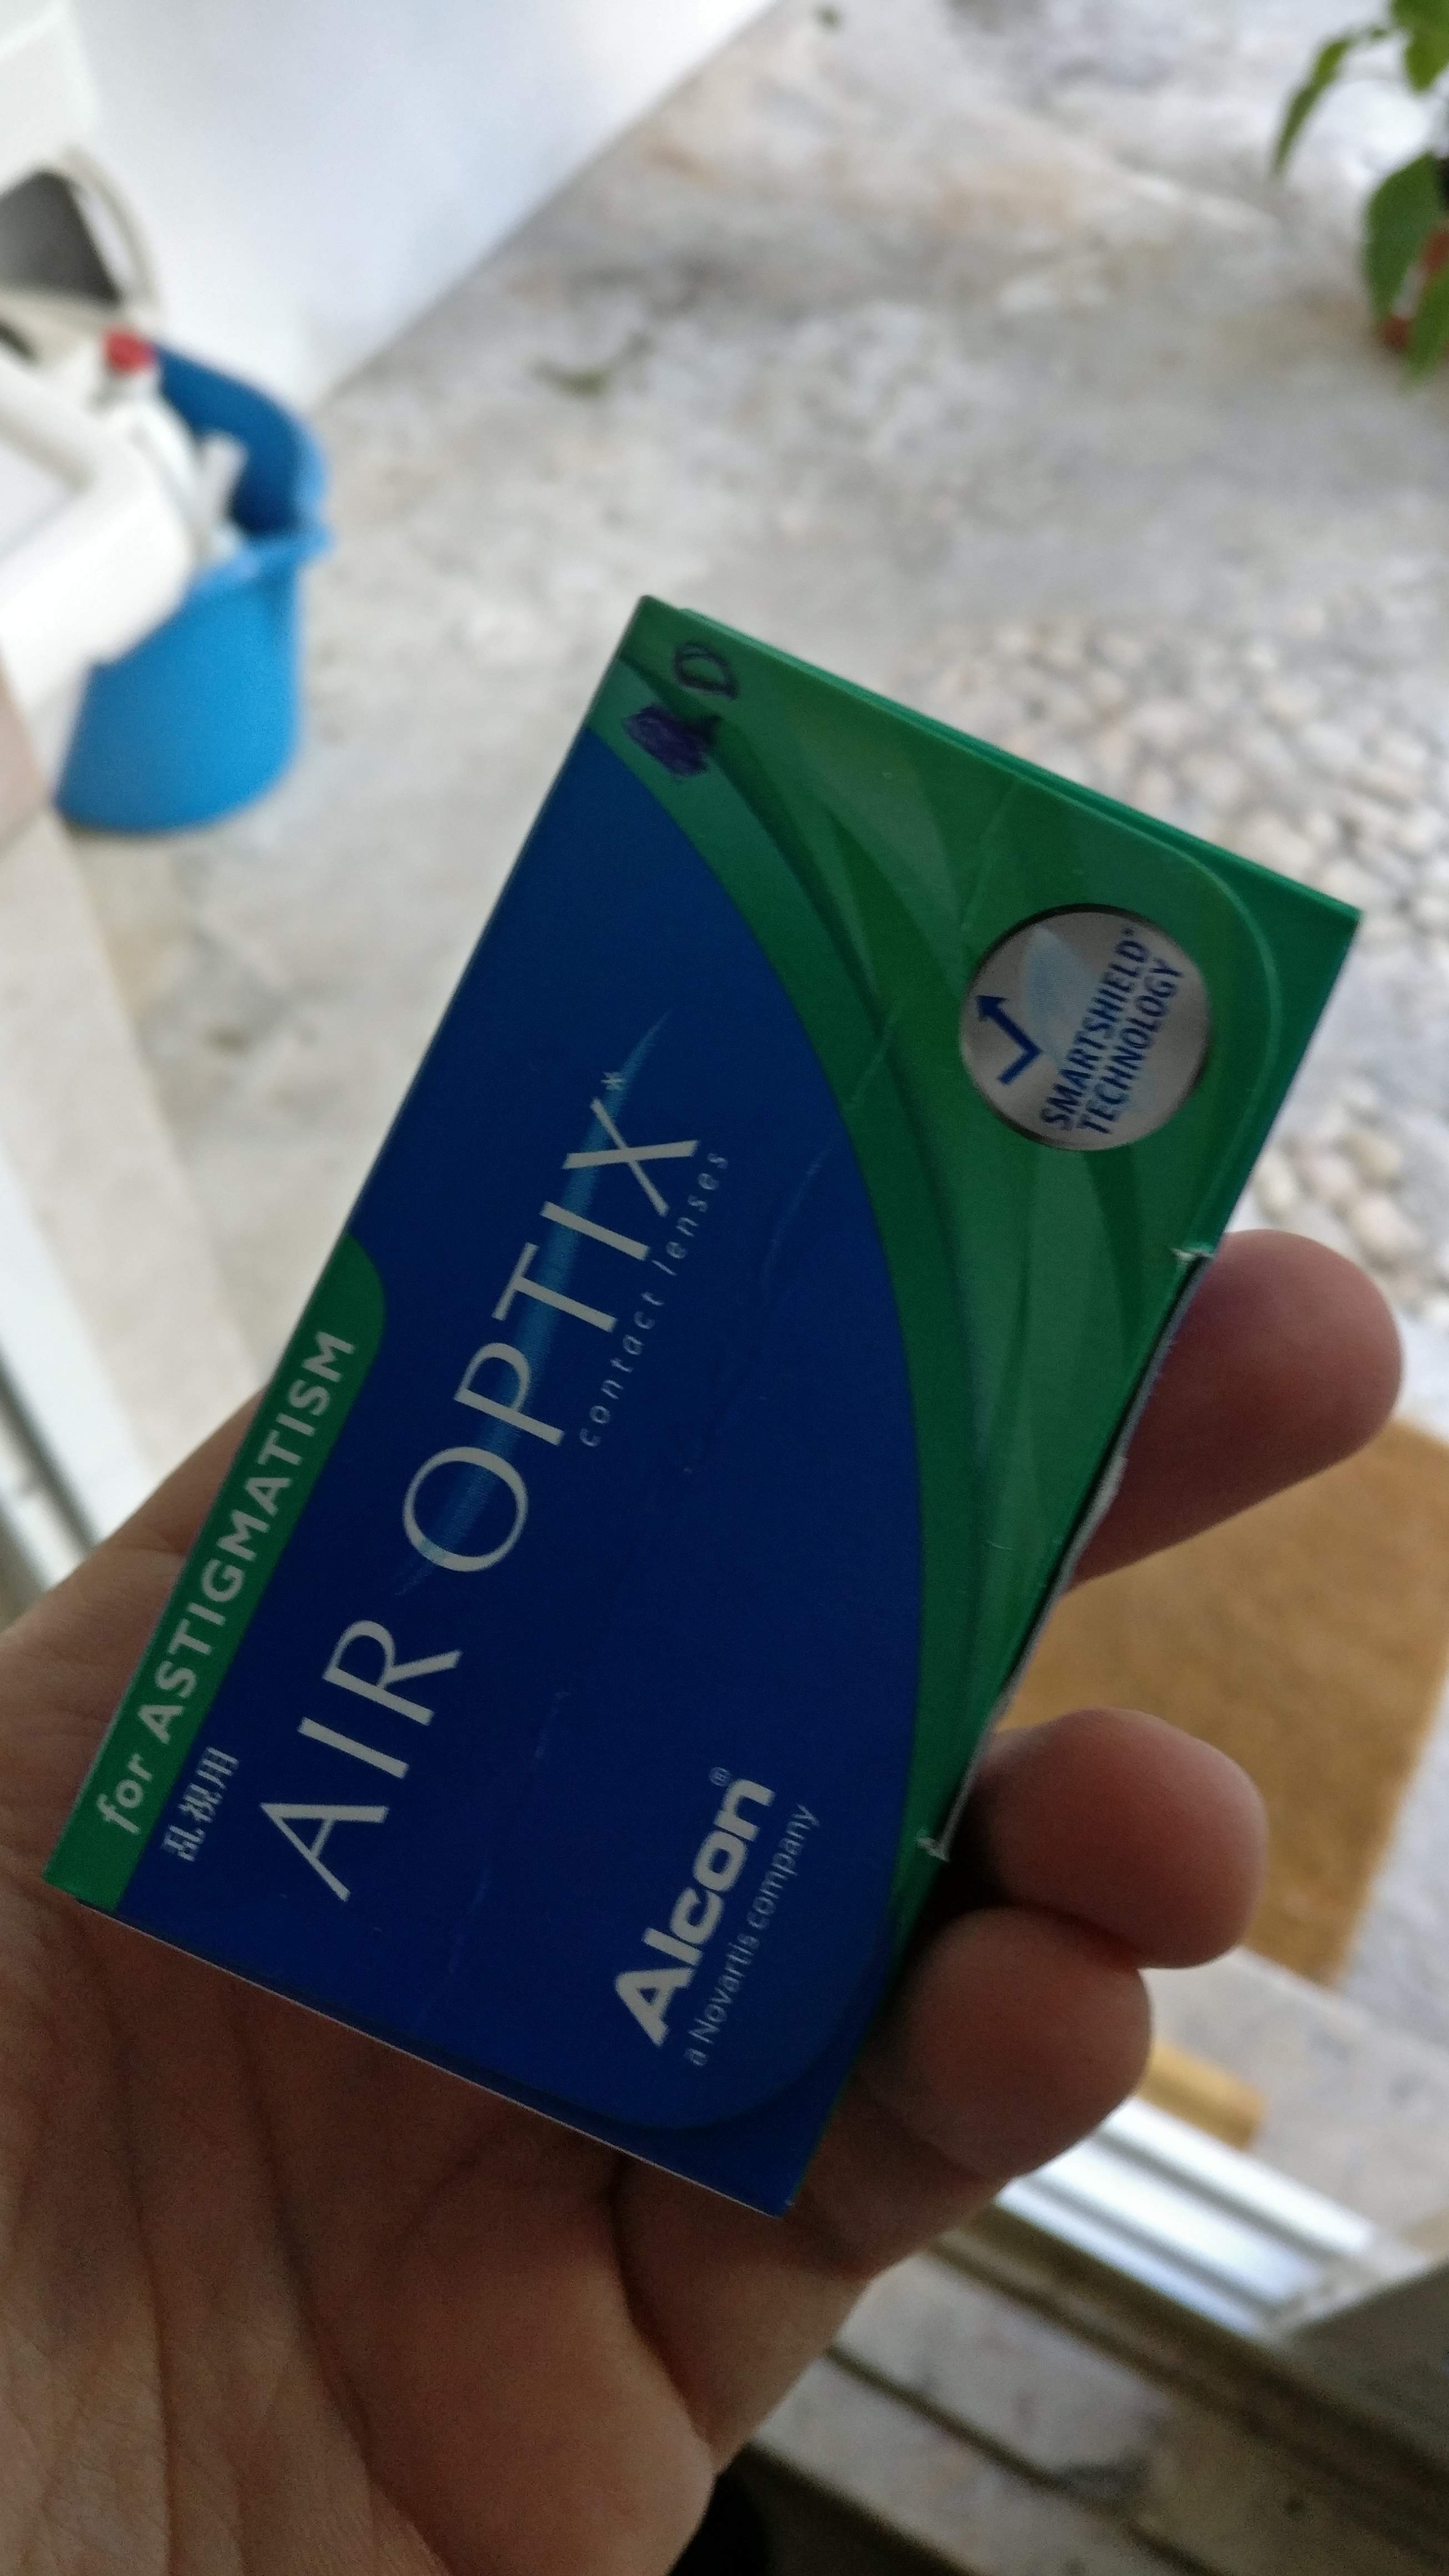 for ASTIGMATISM
乱視用
AIR OPTIX*
contact lenses
Alcon®
a Novartis company
SMARTSHIELD*
TECHNOLOGY
D